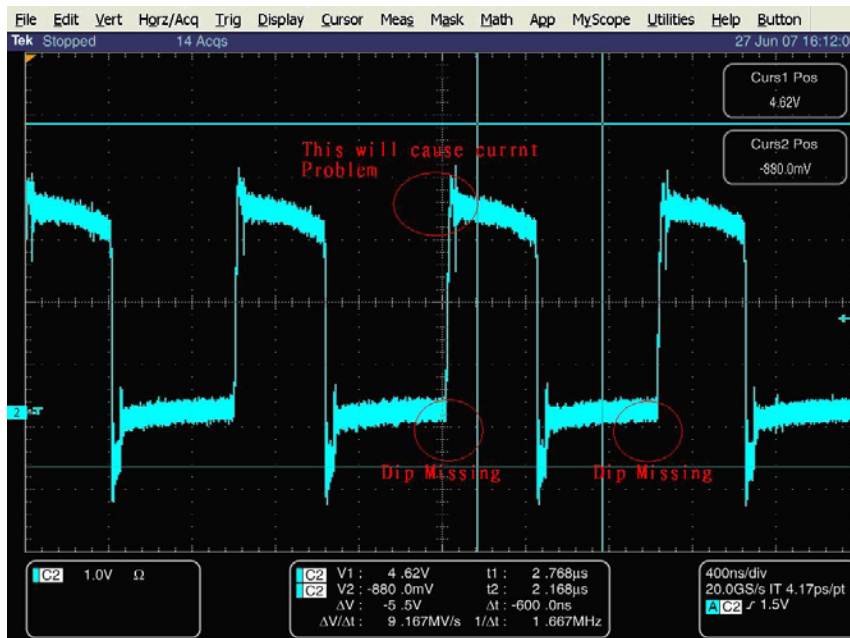 File Edit Vert Horz/Acq Trig Display Cursor Meas Mask Math App MyScope Utilities Help Button
Tek Stopped 14 Acqs 27 Jun 07 16:12:0
Curs1 Pos
4.62V
Curs2 Pos
-880.0mV
This will cause currnt
Problem
2
Dip Missing Dip Missing
C2 1.0V Ω
C2 V1 : 4 .62V t1 : 2 .768µs
C2 V2 : -880 .0mV t2 : 2 .168µs
ΔV : -5 .5V Δt : -600 .0ns
ΔV/Δt : 9 .167MV/s 1/Δt : 1 .667MHz
400ns/div
20.0GS/s IT 4.17ps/pt
A C2 1.5V